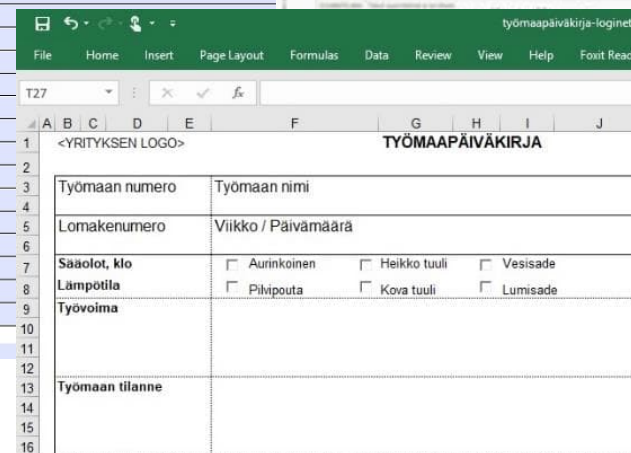 työmaapäiväkirja-loginet
File Home Insert Page Layout Formulas Data Review View Help Foxit Read
T27 fx
A B C D E F G H I J
1 <YRITYKSEN LOGO> TYÖMAAPÄIVÄKIRJA
2
3 Työmaan numero Työmaan nimi
4
5 Lomakenumero Viikko / Päivämäärä
6
7 Sääolot, klo Aurinkoinen Heikko tuuli Vesisade
8 Lämpötila Pilvipouta Kova tuuli Lumisade
9 Työvoima
10
11
12
13 Työmaan tilanne
14
15
16